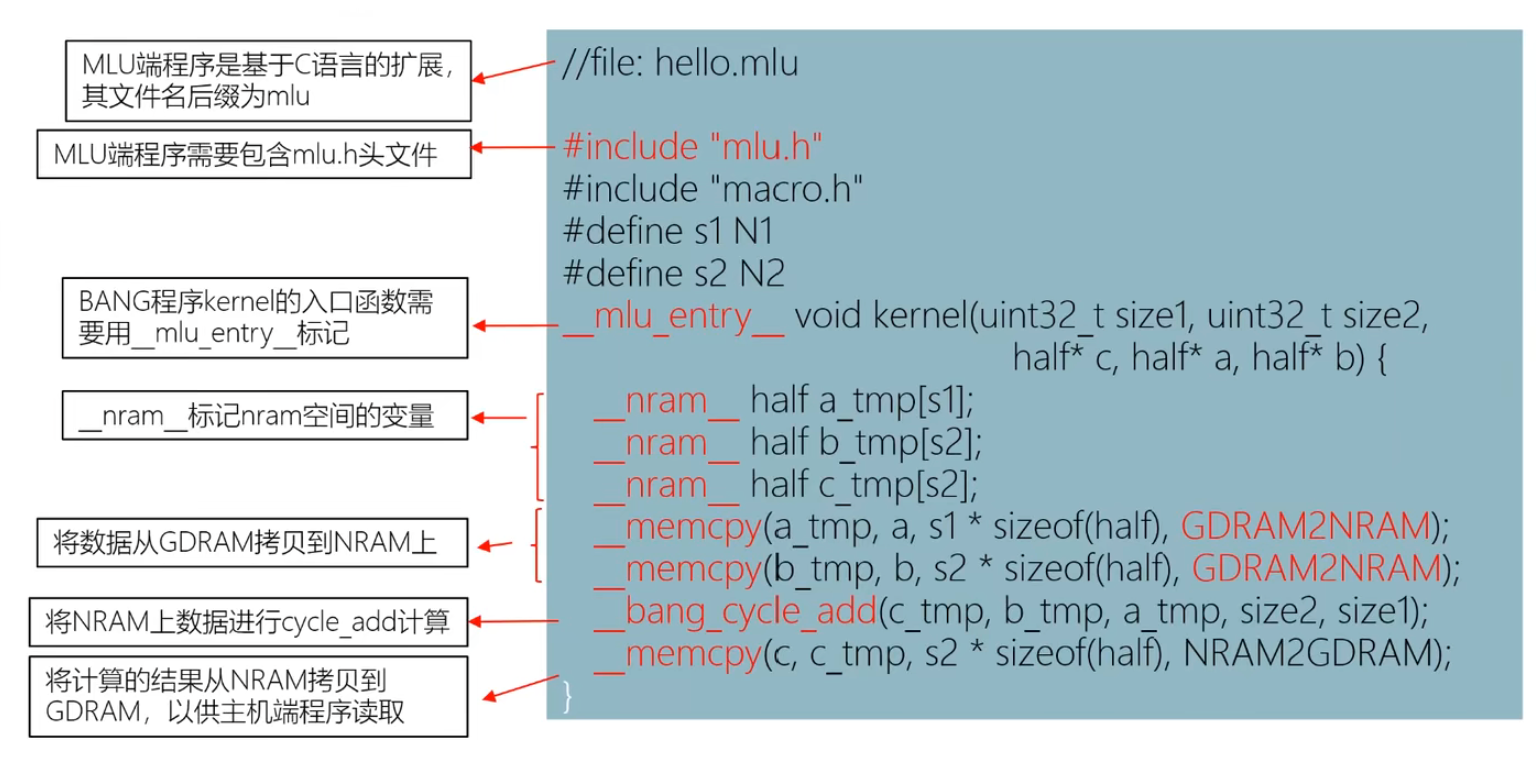 MLU端程序是基于C语言的扩展，
其文件名后缀为mlu
MLU端程序需要包含mlu.h头文件
BANG程序kernel的入口函数需
要用__mlu_entry__标记
__nram__标记nram空间的变量
将数据从GDRAM拷贝到NRAM上
将NRAM上数据进行cycle_add计算
将计算的结果从NRAM拷贝到
GDRAM，以供主机端程序读取
//file: hello.mlu
#include "mlu.h"
#include "macro.h"
#define s1 N1
#define s2 N2
__mlu_entry__ void kernel(uint32_t size1, uint32_t size2,
half* c, half* a, half* b) {
__nram__ half a_tmp[s1];
__nram__ half b_tmp[s2];
__nram__ half c_tmp[s2];
__memcpy(a_tmp, a, s1 * sizeof(half), GDRAM2NRAM);
__memcpy(b_tmp, b, s2 * sizeof(half), GDRAM2NRAM);
__bang_cycle_add(c_tmp, b_tmp, a_tmp, size2, size1);
__memcpy(c, c_tmp, s2 * sizeof(half), NRAM2GDRAM);
}